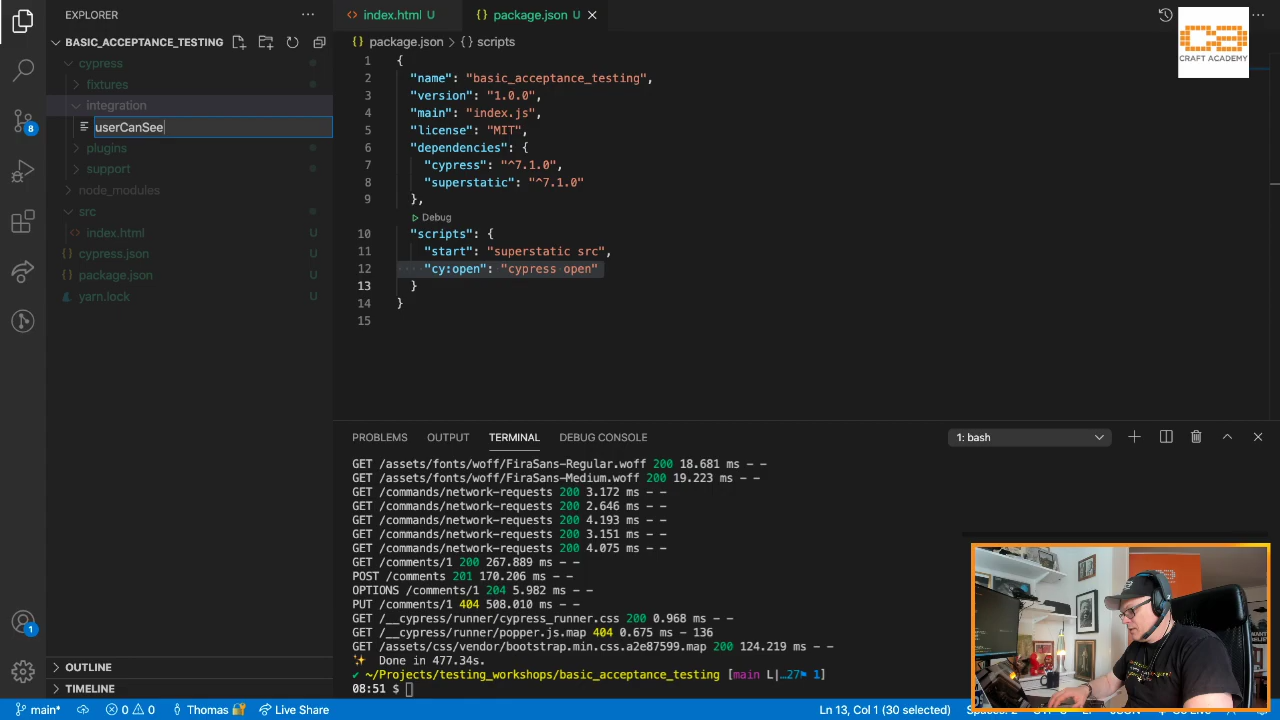 EXPLORER
···
index.html U
package.json U
BASIC_ACCEPTANCE_TESTING
package.json > {} scripts
CRAFT ACADEMY
cypress
fixtures
integration
userCanSee
plugins
support
node_modules
src
index.html U
cypress.json U
package.json U
yarn.lock U
1 {
2 "name": "basic_acceptance_testing",
3 "version": "1.0.0",
4 "main": "index.js",
5 "license": "MIT",
6 "dependencies": {
7 "cypress": "^7.1.0",
8 "superstatic": "^7.1.0"
9 },
Debug
10 "scripts": {
11 "start": "superstatic src",
12 "cy:open": "cypress open"
13 }
14 }
15
8
1
PROBLEMS OUTPUT TERMINAL DEBUG CONSOLE 1: bash
GET /assets/fonts/woff/FiraSans-Regular.woff 200 18.681 ms - -
GET /assets/fonts/woff/FiraSans-Medium.woff 200 19.223 ms - -
GET /commands/network-requests 200 3.172 ms - -
GET /commands/network-requests 200 2.646 ms - -
GET /commands/network-requests 200 4.193 ms - -
GET /commands/network-requests 200 3.151 ms - -
GET /commands/network-requests 200 4.075 ms - -
GET /comments/1 200 267.889 ms - -
POST /comments 201 170.206 ms - -
OPTIONS /comments/1 204 5.982 ms - -
PUT /comments/1 404 508.010 ms - -
GET /__cypress/runner/cypress_runner.css 200 0.968 ms - -
GET /__cypress/runner/popper.js.map 404 0.675 ms - 136
GET /assets/css/vendor/bootstrap.min.css.a2e87599.map 200 124.219 ms - -
✨ Done in 477.34s.
✔ ~/Projects/testing_workshops/basic_acceptance_testing [main L|…27⚑ 1]
08:51 $
OUTLINE
TIMELINE
main* 0 0 Thomas Live Share
Ln 13, Col 1 (30 selected)